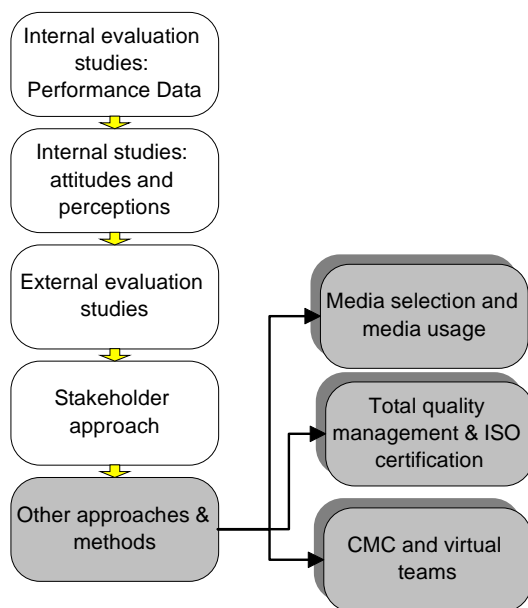 Internal evaluation
studies:
Performance Data
Internal studies:
attitudes and
perceptions
External evaluation
studies
Stakeholder
approach
Other approaches &
methods
Media selection and
media usage
Total quality
management & ISO
certification
CMC and virtual
teams